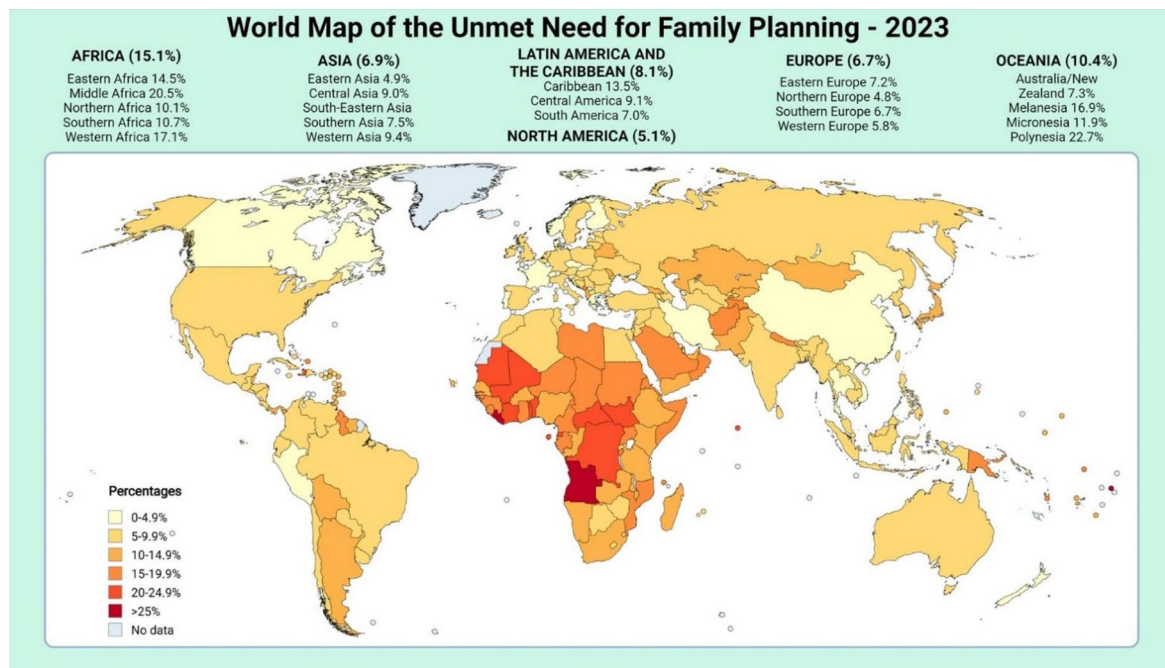 World Map of the Unmet Need for Family Planning - 2023
AFRICA (15.1%)
Eastern Africa 14.5%
Middle Africa 20.5%
Northern Africa 10.1%
Southern Africa 10.7%
Western Africa 17.1%
ASIA (6.9%)
Eastern Asia 4.9%
Central Asia 9.0%
South-Eastern Asia
Southern Asia 7.5%
Western Asia 9.4%
LATIN AMERICA AND
THE CARIBBEAN (8.1%)
Caribbean 13.5%
Central America 9.1%
South America 7.0%
NORTH AMERICA (5.1%)
EUROPE (6.7%)
Eastern Europe 7.2%
Northern Europe 4.8%
Southern Europe 6.7%
Western Europe 5.8%
OCEANIA (10.4%)
Australia/New
Zealand 7.3%
Melanesia 16.9%
Micronesia 11.9%
Polynesia 22.7%
Percentages
0-4.9%
5-9.9%
10-14.9%
15-19.9%
20-24.9%
>25%
No data